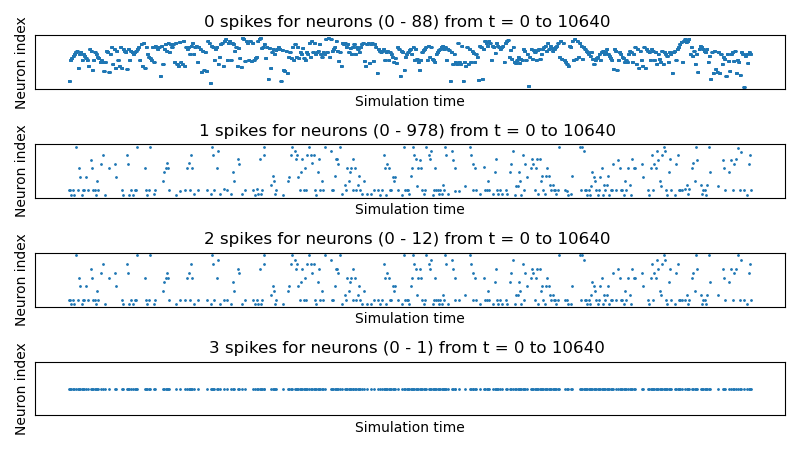 0 spikes for neurons (0 - 88) from t = 0 to 10640
Neuron index
Simulation time
1 spikes for neurons (0 - 978) from t = 0 to 10640
Neuron index
Simulation time
2 spikes for neurons (0 - 12) from t = 0 to 10640
Neuron index
Simulation time
3 spikes for neurons (0 - 1) from t = 0 to 10640
Neuron index
Simulation time